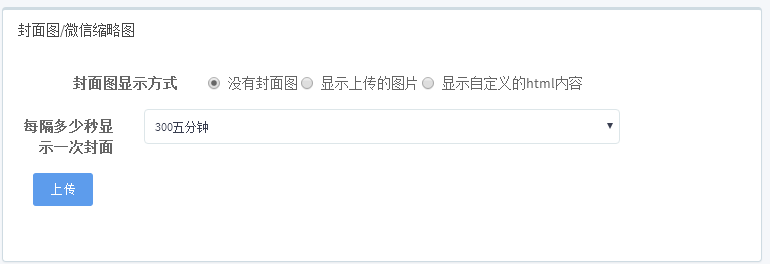 封面图/微信缩略图
封面图显示方式 没有封面图 显示上传的图片 显示自定义的html内容
每隔多少秒显
示一次封面
300五分钟
上传